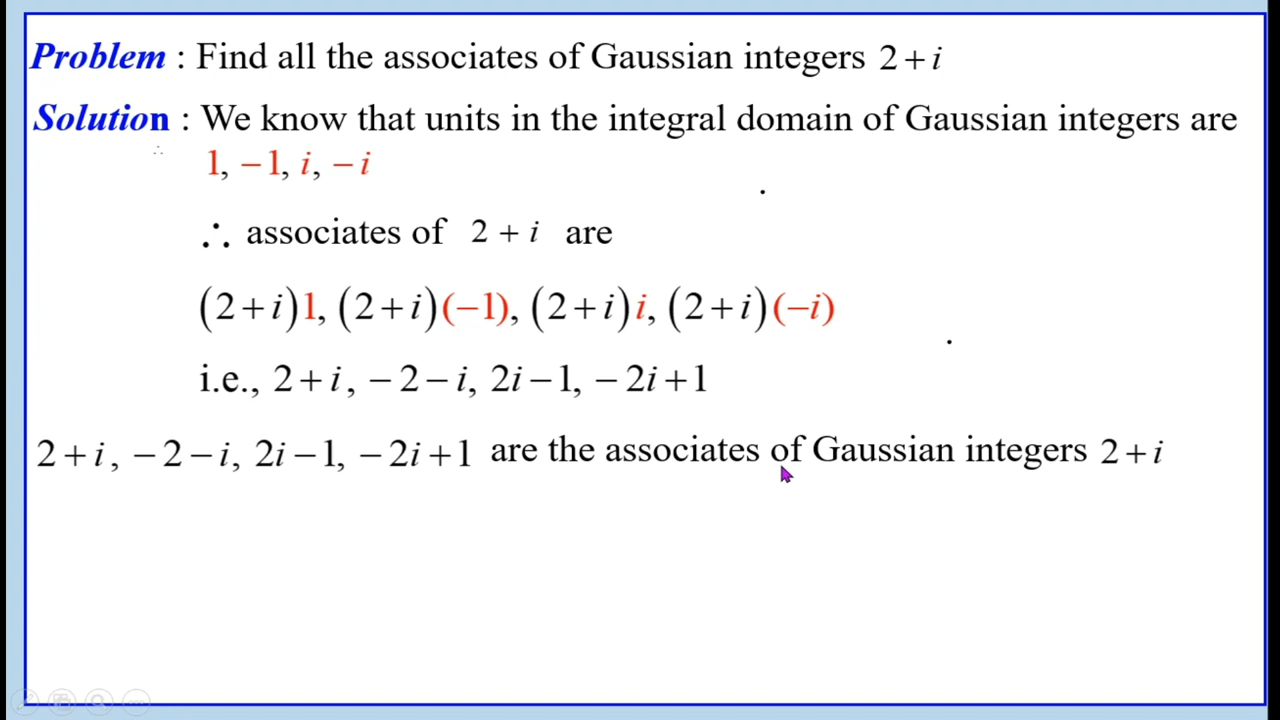 Problem : Find all the associates of Gaussian integers 2 + i
Solution : We know that units in the integral domain of Gaussian integers are
1, −1, i, −i
∴ associates of 2 + i are
(2 + i)1, (2 + i)(−1), (2 + i)i, (2 + i)(−i)
i.e., 2 + i, −2 − i, 2i − 1, −2i + 1
2 + i, −2 − i, 2i − 1, −2i + 1 are the associates of Gaussian integers 2 + i